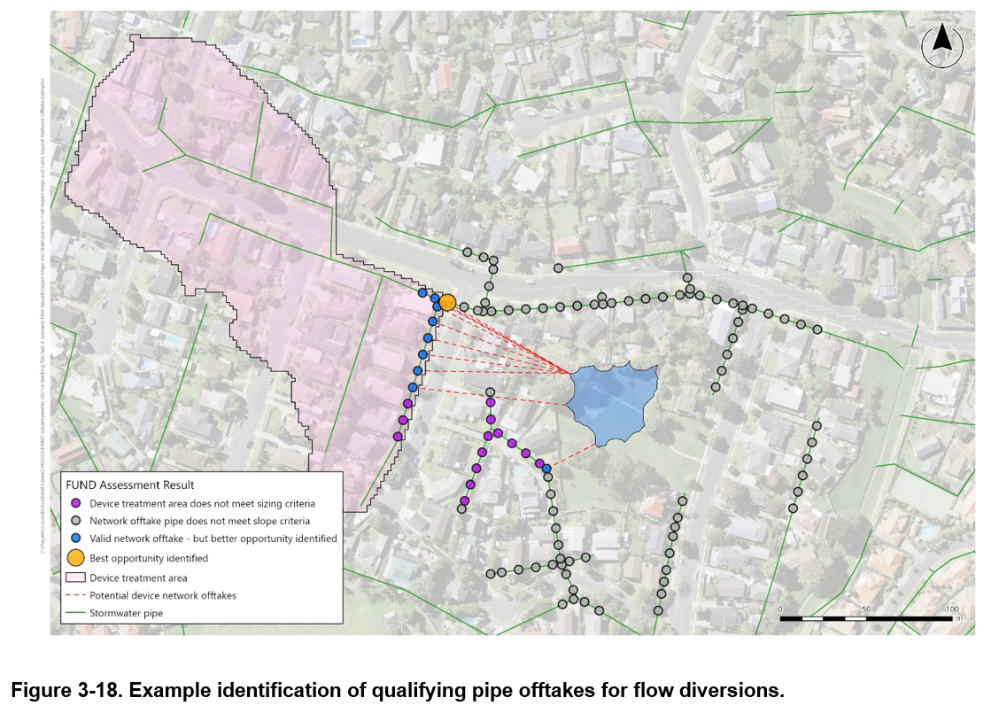 FUND Assessment Result
Device treatment area does not meet sizing criteria
Network offtake pipe does not meet slope criteria
Valid network offtake - but better opportunity identified
Best opportunity identified
Device treatment area
Potential device network offtakes
Stormwater pipe
0 50 100
m
Figure 3-18. Example identification of qualifying pipe offtakes for flow diversions.